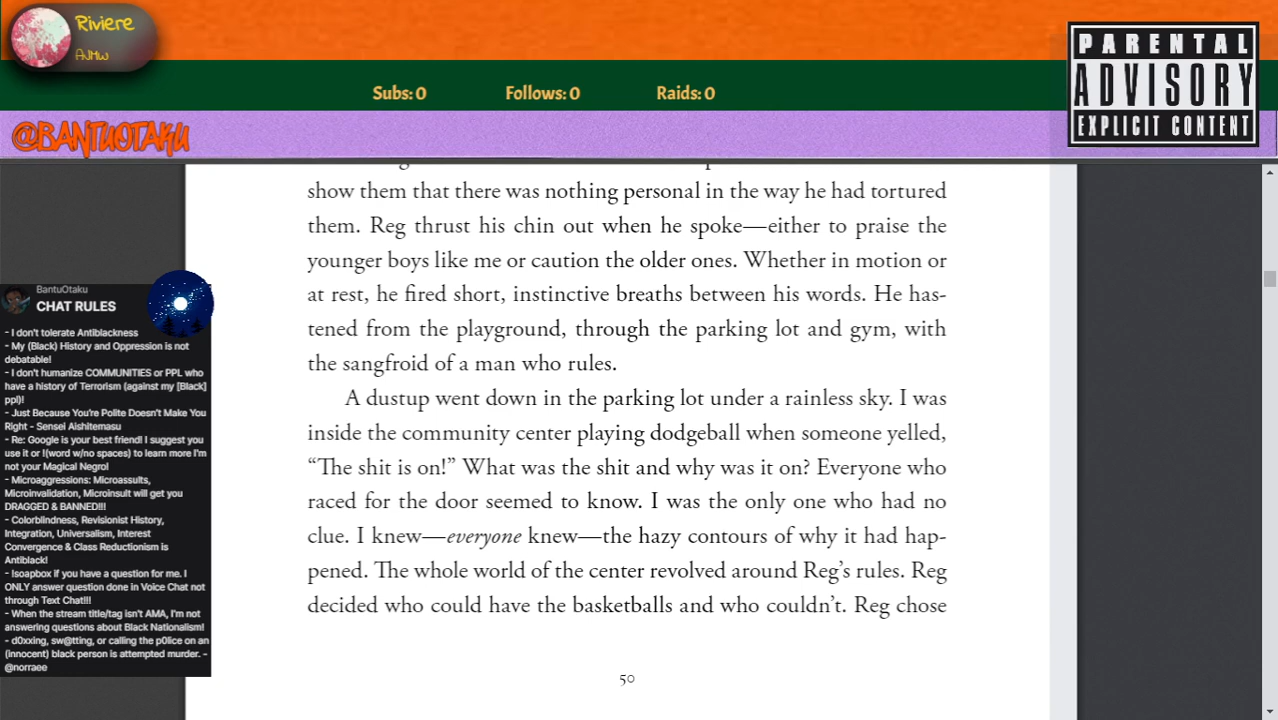 Riviere
AJMW
PARENTAL
ADVISORY
EXPLICIT CONTENT
Subs: 0 Follows: 0 Raids: 0
@BANTUOTAKU
show them that there was nothing personal in the way he had tortured
them. Reg thrust his chin out when he spoke—either to praise the
younger boys like me or caution the older ones. Whether in motion or
at rest, he fired short, instinctive breaths between his words. He has-
tened from the playground, through the parking lot and gym, with
the sangfroid of a man who rules.
A dustup went down in the parking lot under a rainless sky. I was
inside the community center playing dodgeball when someone yelled,
“The shit is on!” What was the shit and why was it on? Everyone who
raced for the door seemed to know. I was the only one who had no
clue. I knew—everyone knew—the hazy contours of why it had hap-
pened. The whole world of the center revolved around Reg’s rules. Reg
decided who could have the basketballs and who couldn’t. Reg chose
50
BantuOtaku
CHAT RULES
- I don't tolerate Antiblackness
- My (Black) History and Oppression is not
debatable!
- I don't humanize COMMUNITIES or PPL who
have a history of Terrorism (against my [Black]
ppl)!
- Just Because You're Polite Doesn't Make You
Right - Sensei Aishitemasu
- Re: Google is your best friend! I suggest you
use it or !(word w/no spaces) to learn more I'm
not your Magical Negro!
- Microaggressions: Microassults,
Microinvalidation, Microinsult will get you
DRAGGED & BANNED!!!
- Colorblindness, Revisionist History,
Integration, Universalism, Interest
Convergence & Class Reductionism is
Antiblack!
- !soapbox if you have a question for me. I
ONLY answer question done in Voice Chat not
through Text Chat!!!
- When the stream title/tag isn't AMA, I'm not
answering questions about Black Nationalism!
- d0xxing, sw@tting, or calling the p0lice on an
(innocent) black person is attempted murder. -
@norraee